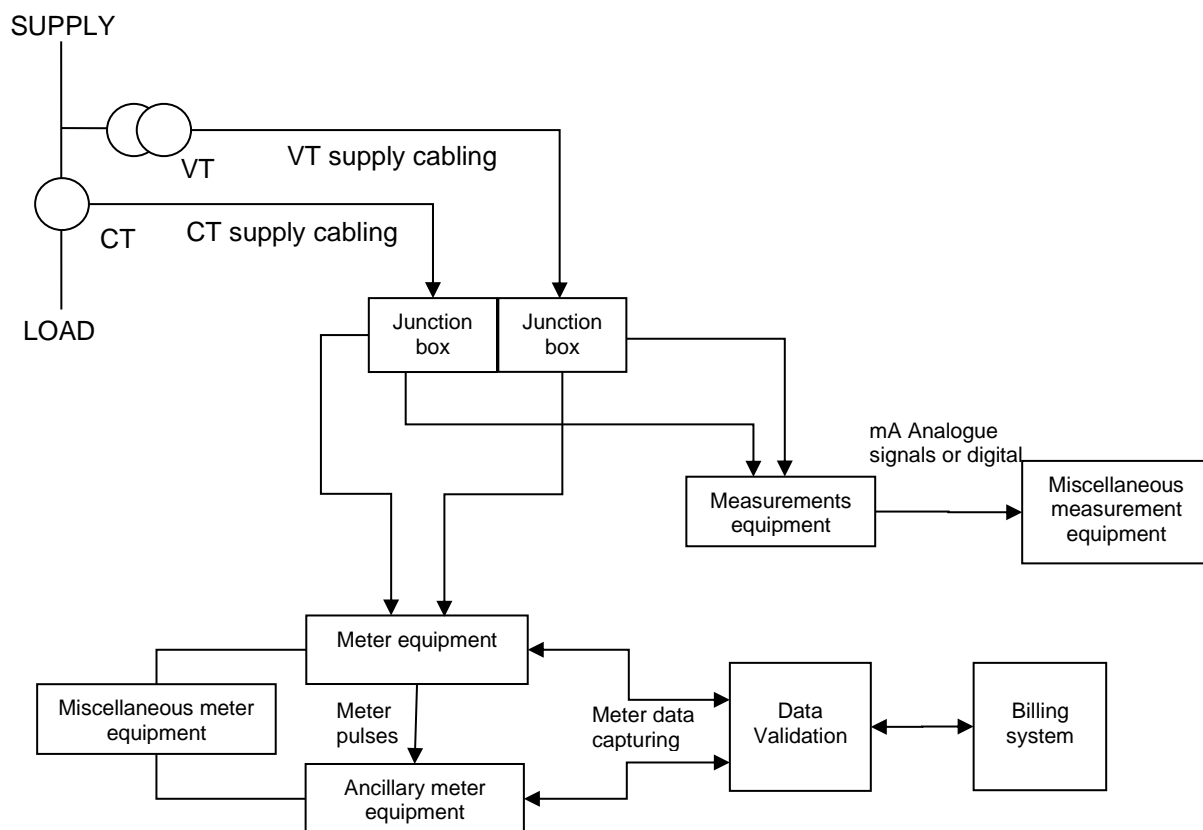 SUPPLY
VT
VT supply cabling
CT
CT supply cabling
LOAD
Junction
box
Junction
box
mA Analogue
signals or digital
Measurements
equipment
Miscellaneous
measurement
equipment
Meter equipment
Miscellaneous meter
equipment
Meter
pulses
Meter data
capturing
Data
Validation
Billing
system
Ancillary meter
equipment